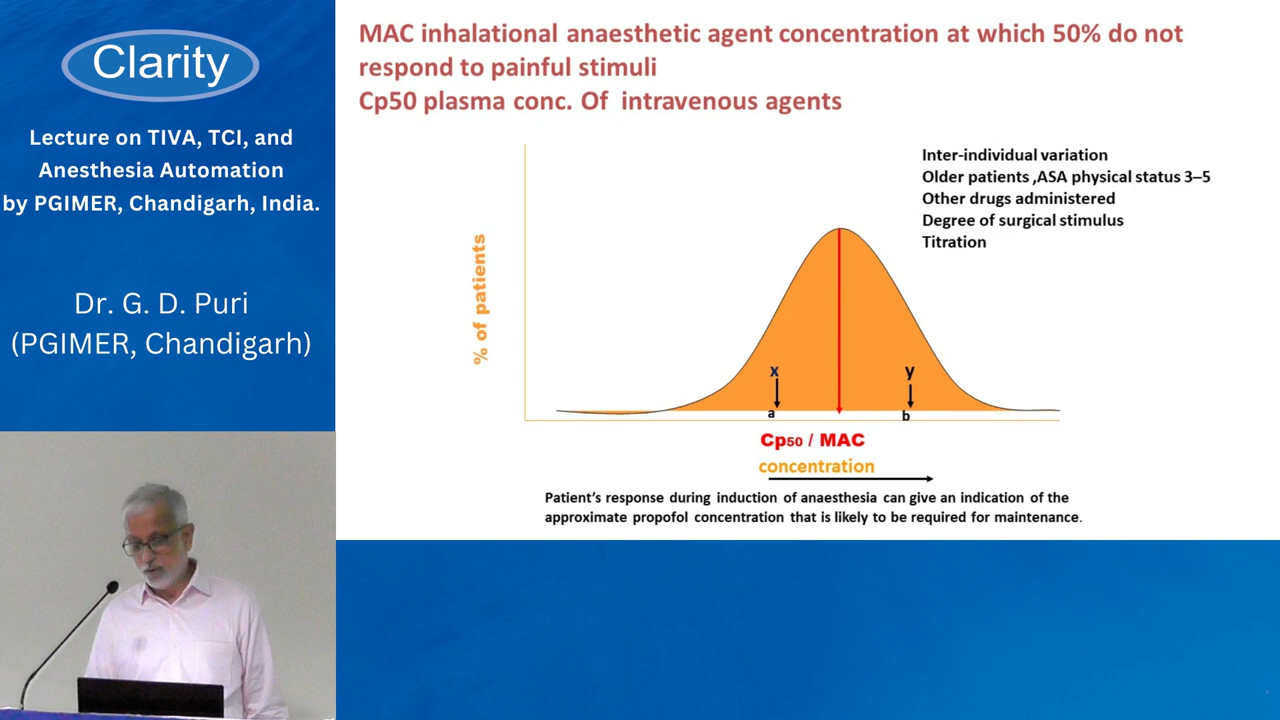 Clarity
Lecture on TIVA, TCI, and
Anesthesia Automation
by PGIMER, Chandigarh, India.
Dr. G. D. Puri
(PGIMER, Chandigarh)
MAC inhalational anaesthetic agent concentration at which 50% do not
respond to painful stimuli
Cp50 plasma conc. Of intravenous agents
Inter-individual variation
Older patients ,ASA physical status 3–5
Other drugs administered
Degree of surgical stimulus
Titration
% of patients
x
y
a
b
Cp50 / MAC
concentration
Patient's response during induction of anaesthesia can give an indication of the
approximate propofol concentration that is likely to be required for maintenance.